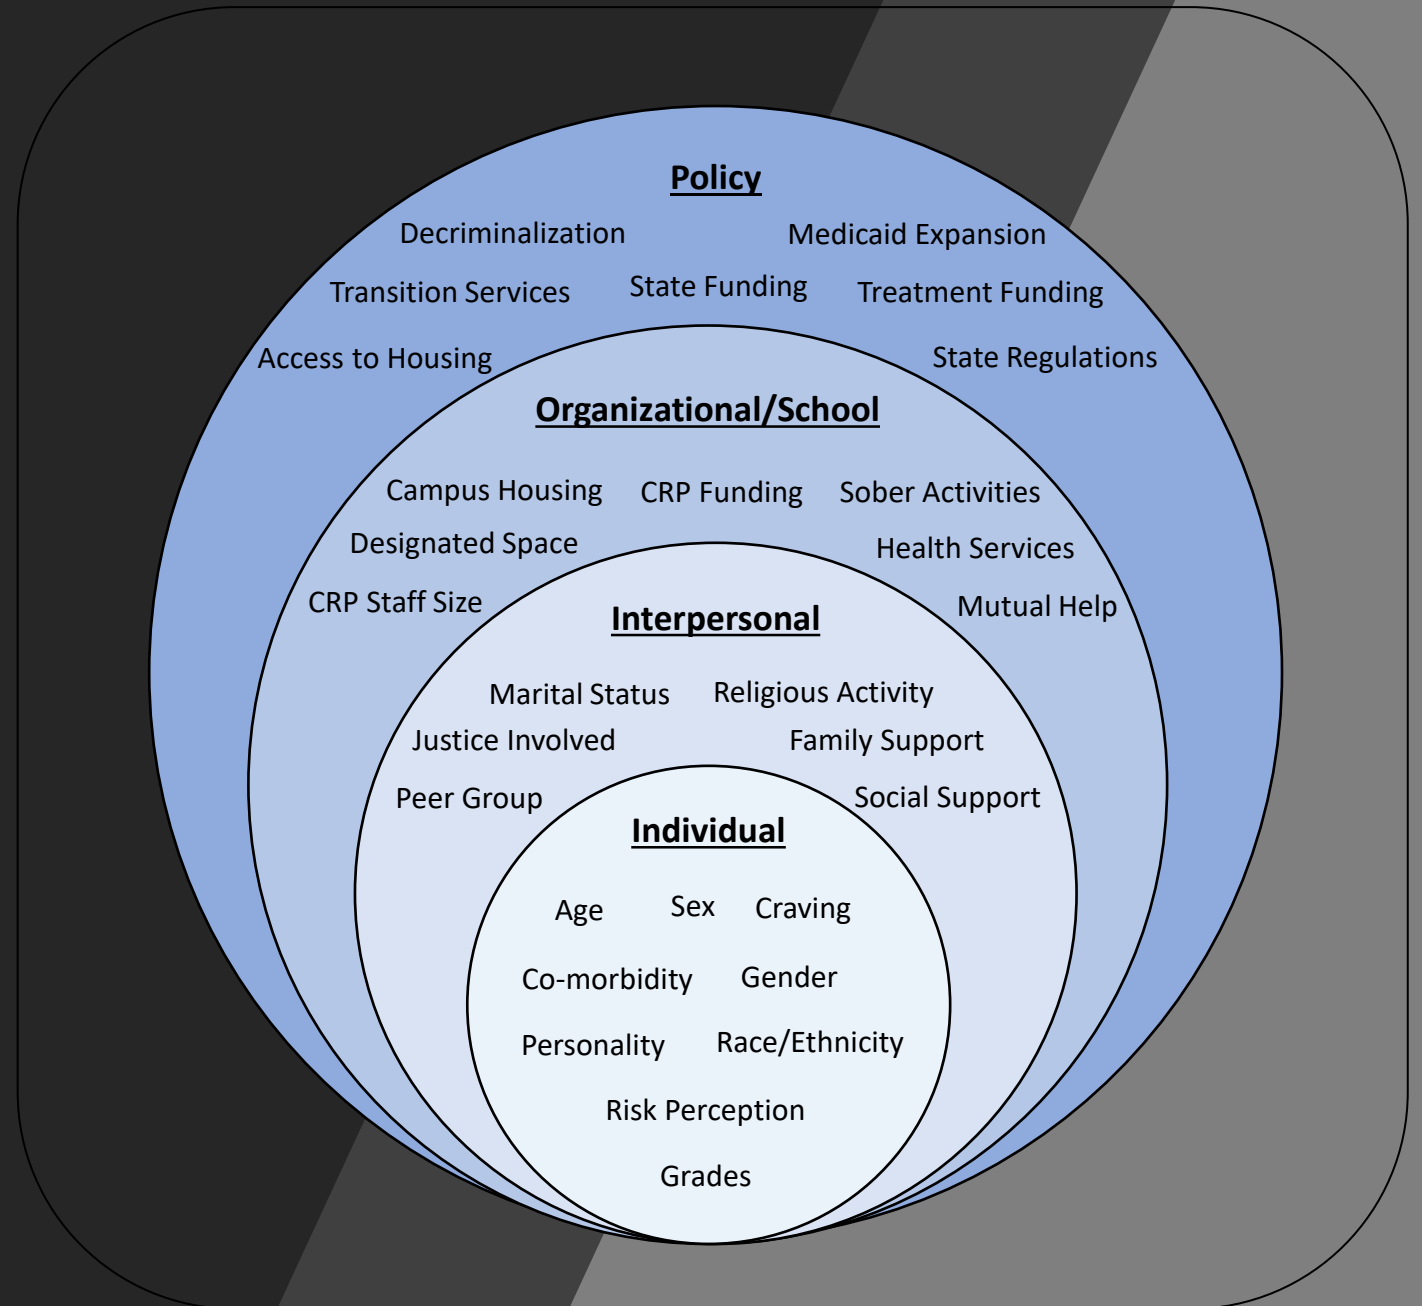 Policy
Decriminalization Medicaid Expansion
Transition Services State Funding Treatment Funding
Access to Housing State Regulations
Organizational/School
Campus Housing CRP Funding Sober Activities
Designated Space Health Services
CRP Staff Size Mutual Help
Interpersonal
Marital Status Religious Activity
Justice Involved Family Support
Peer Group Social Support
Individual
Age Sex Craving
Co-morbidity Gender
Personality Race/Ethnicity
Risk Perception
Grades